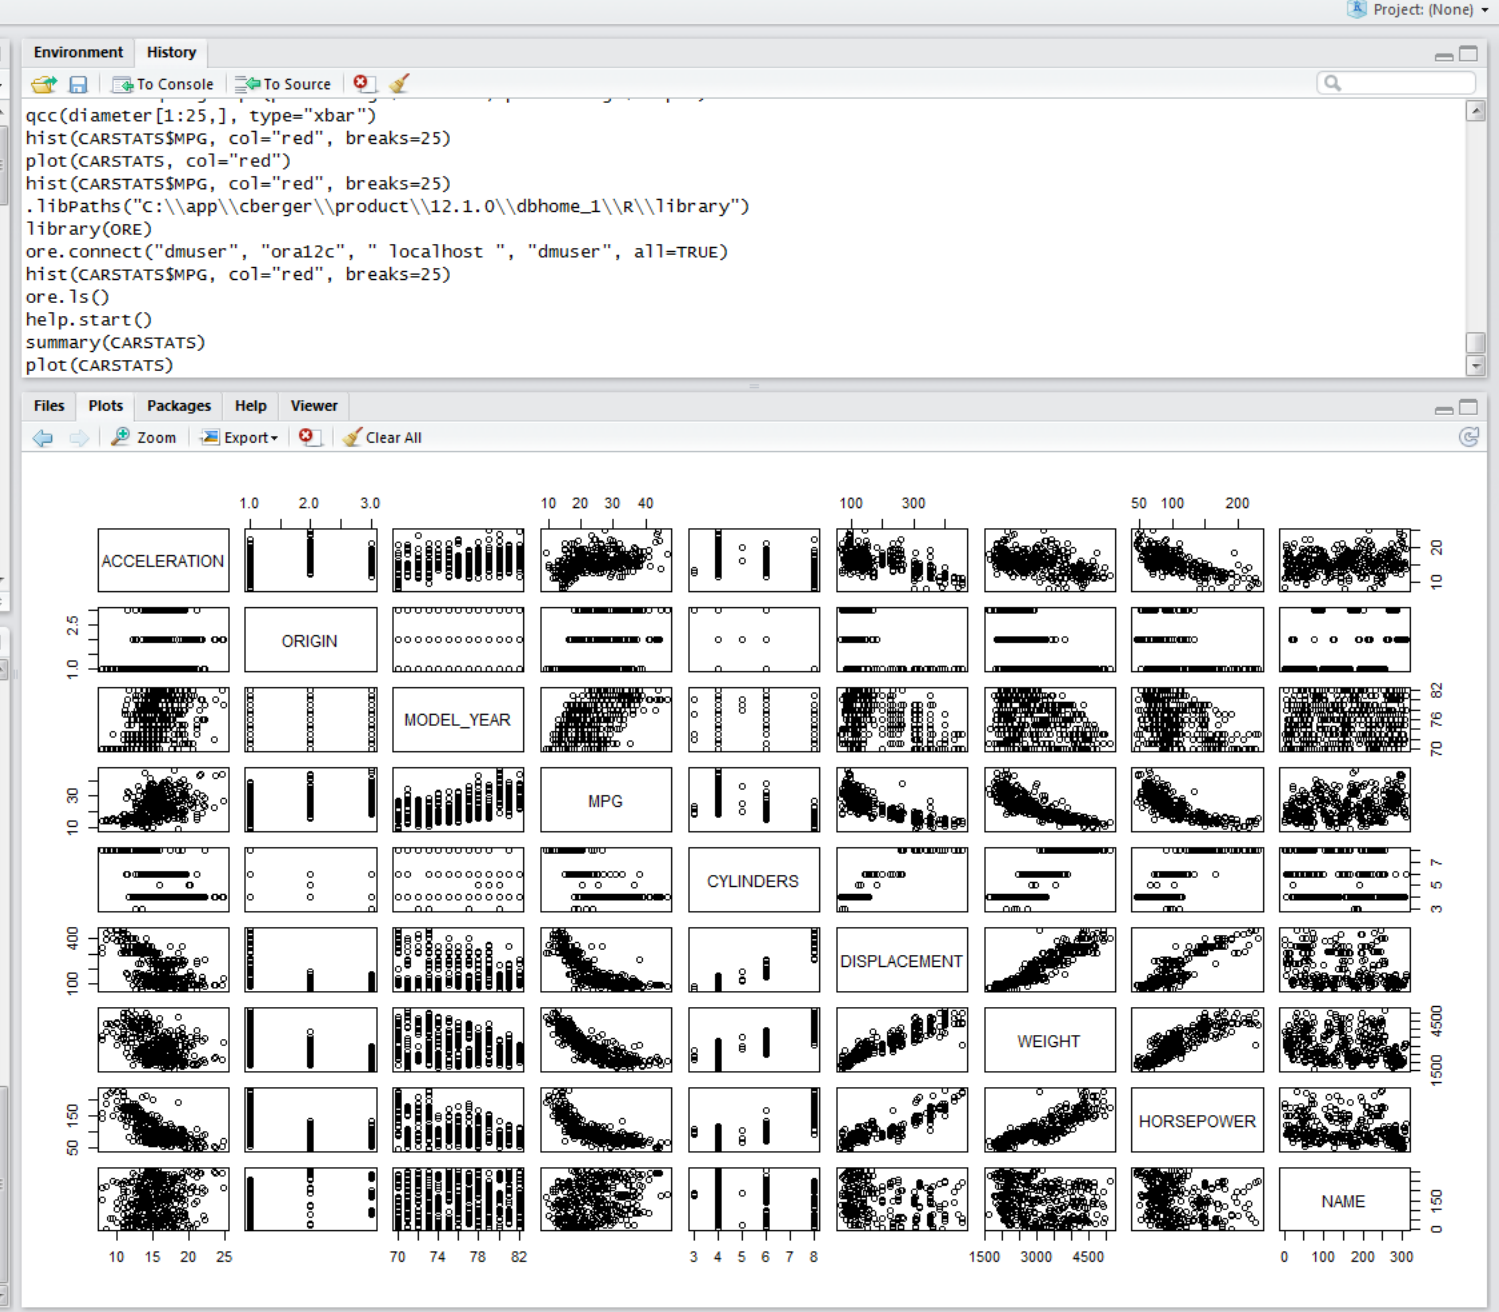 Project: (None)
Environment History
To Console To Source
qcc(diameter[1:25,], type="xbar")
hist(CARSTATS$MPG, col="red", breaks=25)
plot(CARSTATS, col="red")
hist(CARSTATS$MPG, col="red", breaks=25)
.libPaths("C:\\app\\cberger\\product\\12.1.0\\dbhome_1\\R\\library")
library(ORE)
ore.connect("dmuser", "ora12c", " localhost ", "dmuser", all=TRUE)
hist(CARSTATS$MPG, col="red", breaks=25)
ore.ls()
help.start()
summary(CARSTATS)
plot(CARSTATS)
Files Plots Packages Help Viewer
Zoom Export Clear All
1.0 2.0 3.0 10 20 30 40 100 300 50 100 200
ACCELERATION 20 10
2.5 1.0 ORIGIN
MODEL_YEAR 82 76 70
30 10 MPG
CYLINDERS 7 5 3
400 100 DISPLACEMENT
WEIGHT 4500 1500
150 50 HORSEPOWER
NAME 150 0
10 15 20 25 70 74 78 82 3 4 5 6 7 8 1500 3000 4500 0 100 200 300